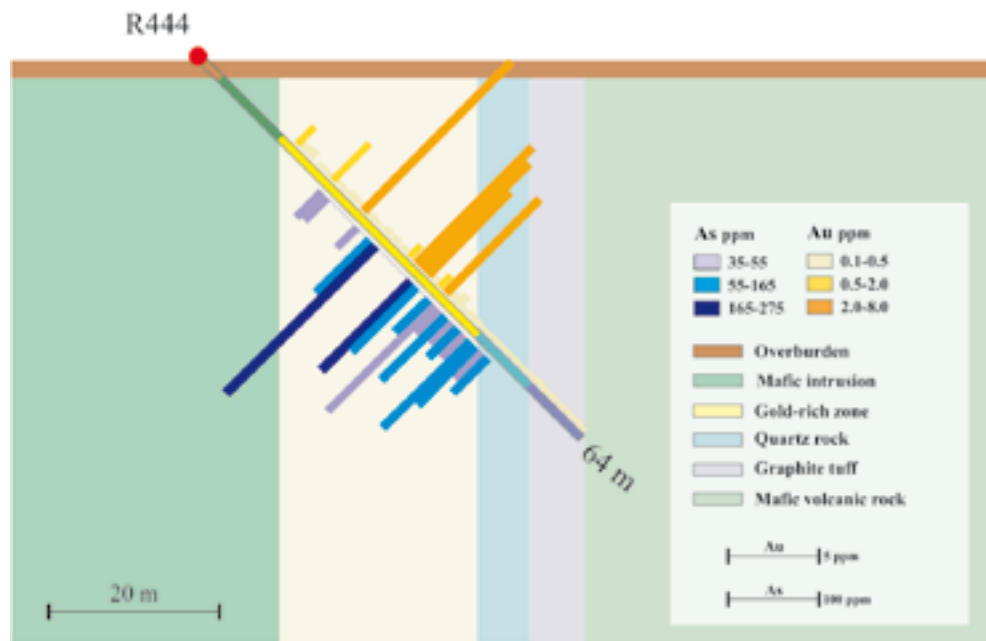 R444
As ppm Au ppm
35-55 0.1-0.5
55-165 0.5-2.0
165-275 2.0-8.0
Overburden
Mafic intrusion
Gold-rich zone
Quartz rock
Graphite tuff
Mafic volcanic rock
Au 5 ppm
As 100 ppm
64 m
20 m